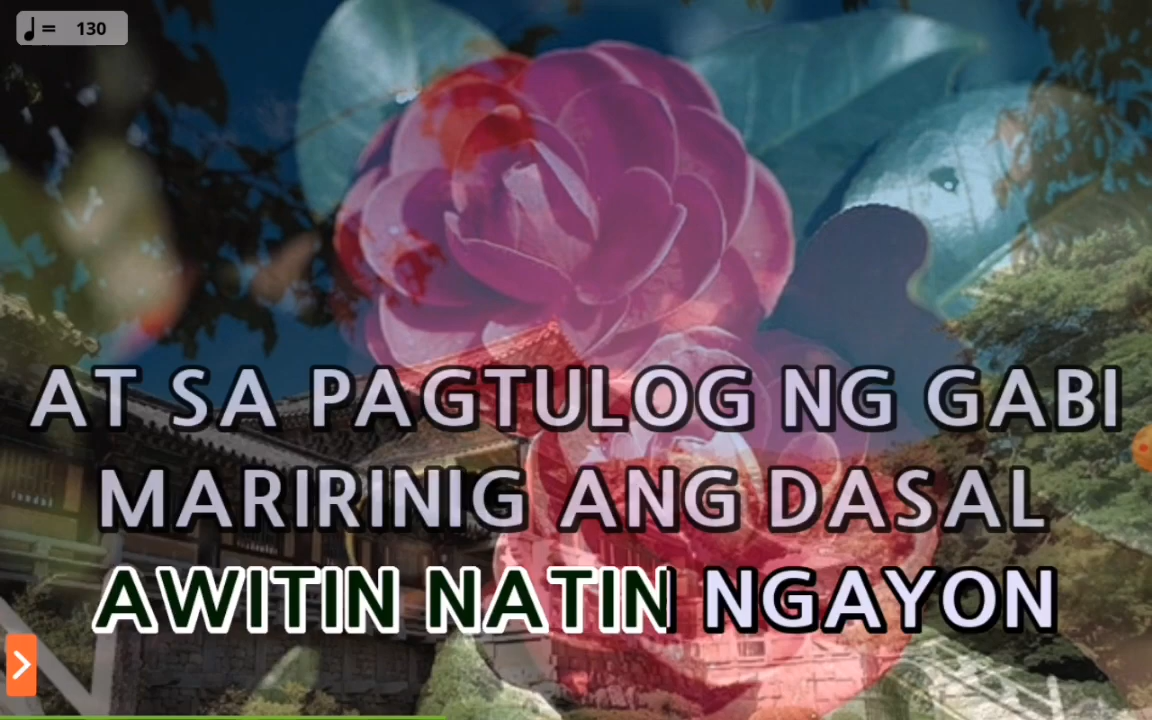 ♩= 130
AT SA PAGTULOG NG GABI
MARIRINIG ANG DASAL
AWITIN NATIN NGAYON